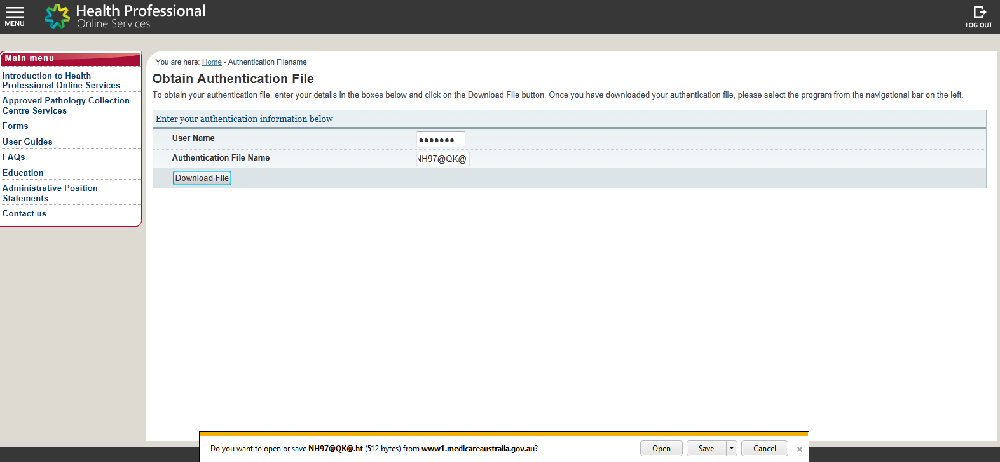 MENU
Health Professional
Online Services
LOG OUT
Main menu
Introduction to Health
Professional Online Services
Approved Pathology Collection
Centre Services
Forms
User Guides
FAQs
Education
Administrative Position
Statements
Contact us
You are here: Home - Authentication Filename
Obtain Authentication File
To obtain your authentication file, enter your details in the boxes below and click on the Download File button. Once you have downloaded your authentication file, please select the program from the navigational bar on the left.
Enter your authentication information below
User Name
●●●●●●●
Authentication File Name
NH97@QK@
Download File
Do you want to open or save NH97@QK@.ht (512 bytes) from www1.medicareaustralia.gov.au?
Open
Save
Cancel